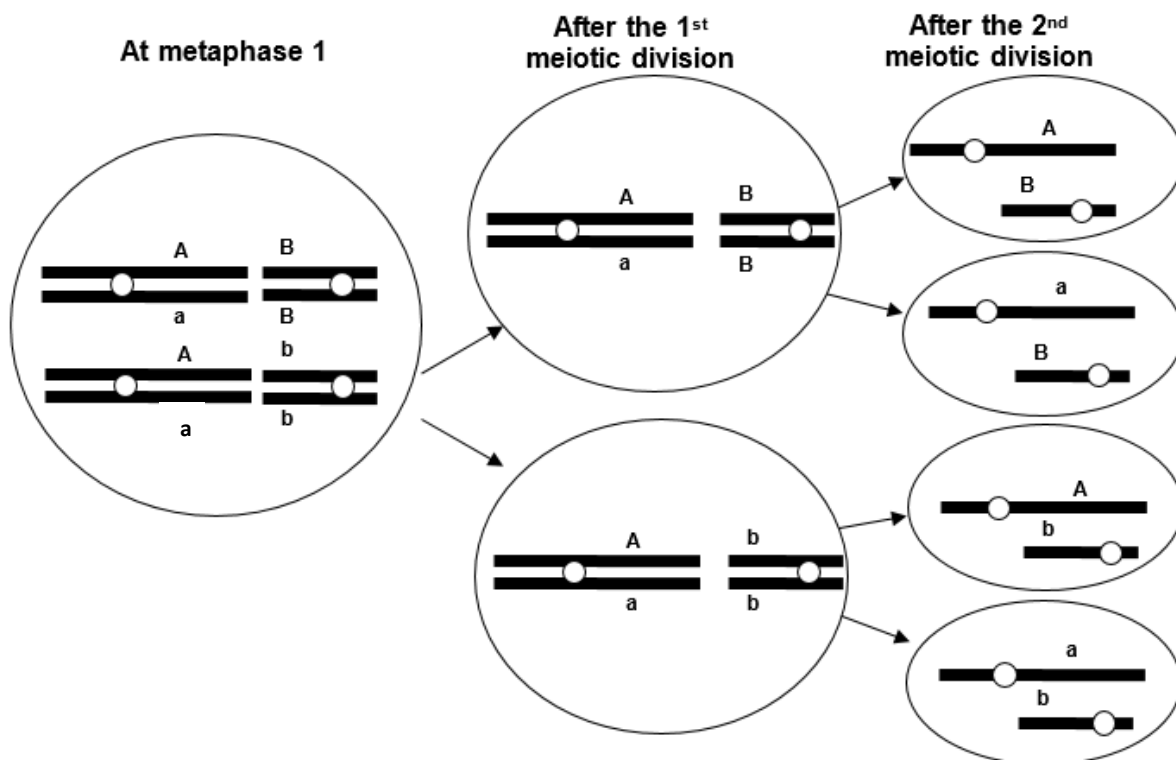 At metaphase 1
After the 1st
meiotic division
After the 2nd
meiotic division
A B
a B
A b
a b
A B
a B
A b
a b
A
B
a
B
A
b
a
b